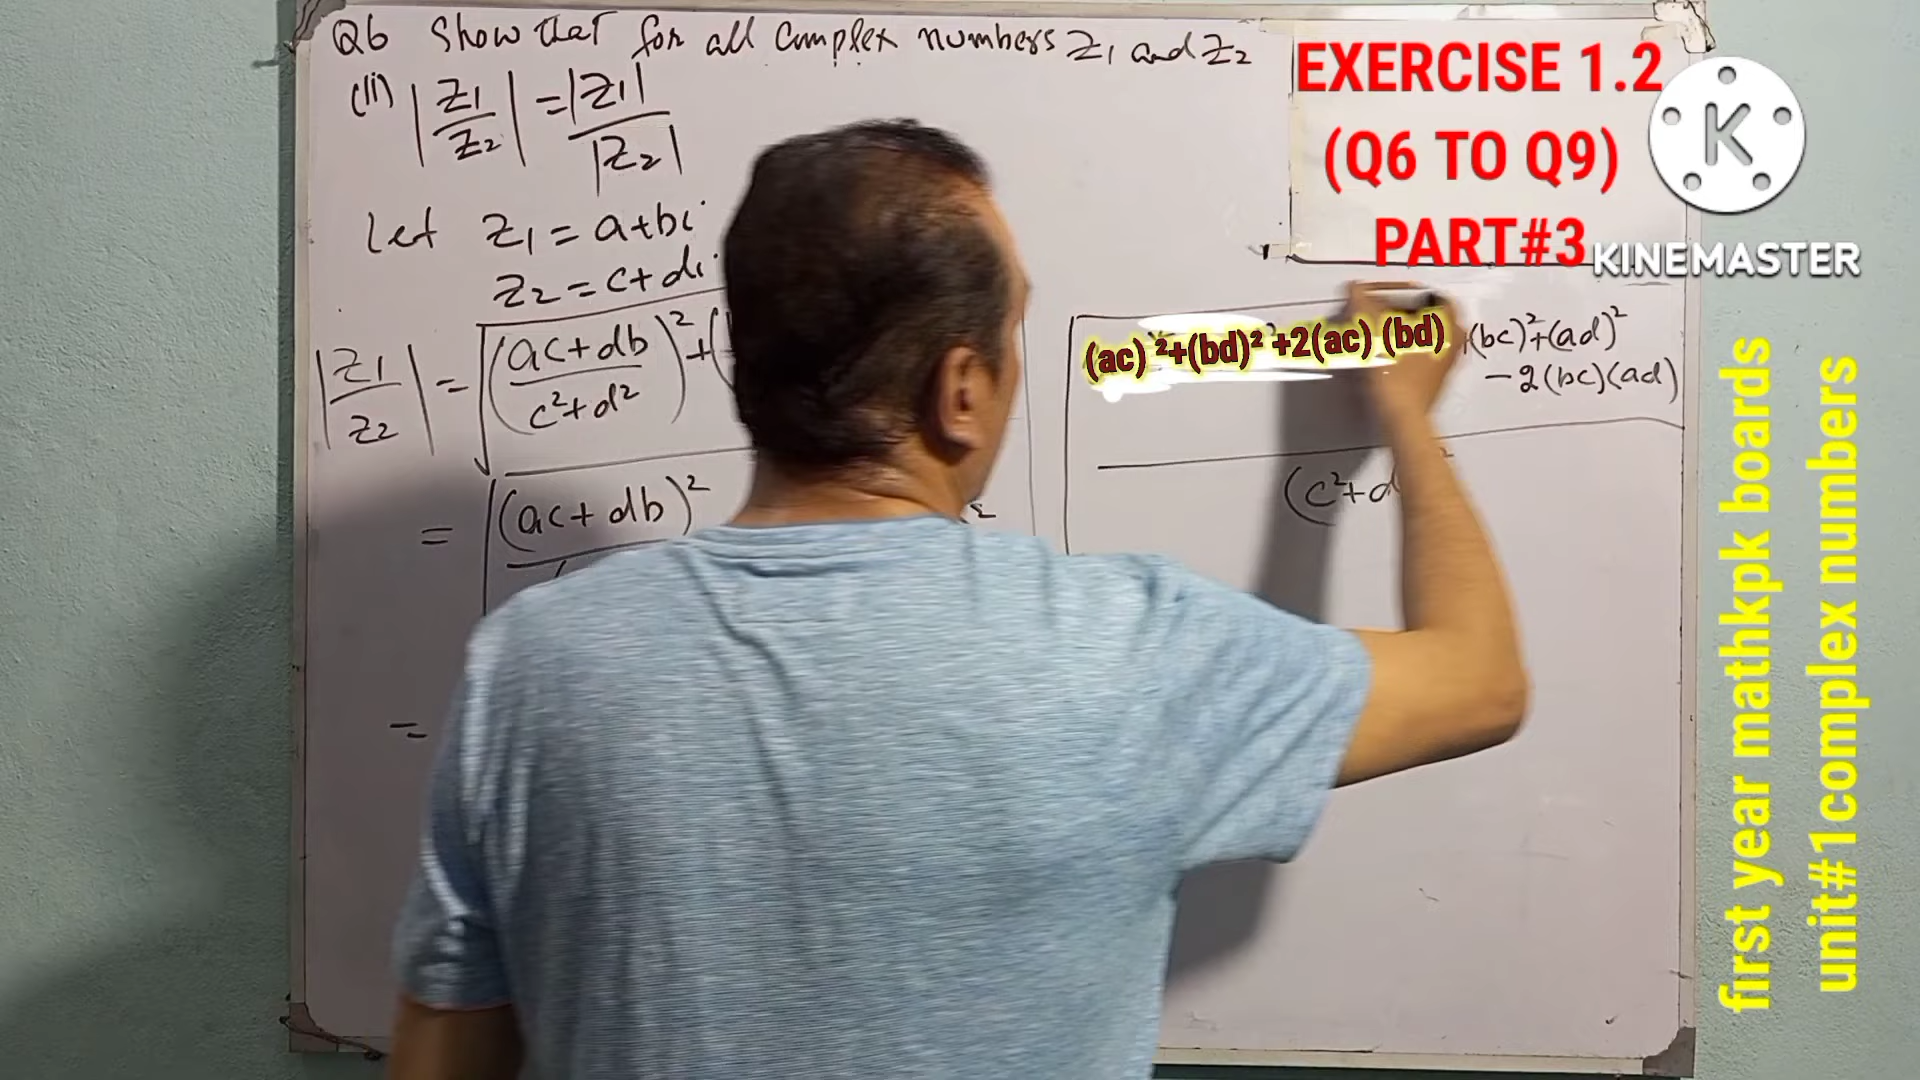 Q6 Show that for all complex numbers Z1 and Z2
(ii) |Z1/Z2| = |Z1|/|Z2|
Let Z1 = a+bi
Z2 = c+di
|Z1/Z2| = √((ac+db)/(c²+d²))²+(
= √(ac+db)²
=
EXERCISE 1.2
(Q6 TO Q9)
PART#3
K
KINEMASTER
(ac)²+(bd)²+2(ac)(bd) +(bc)²+(ad)²
-2(bc)(ad)
(c²+d
first year mathkpk boards
unit#1complex numbers